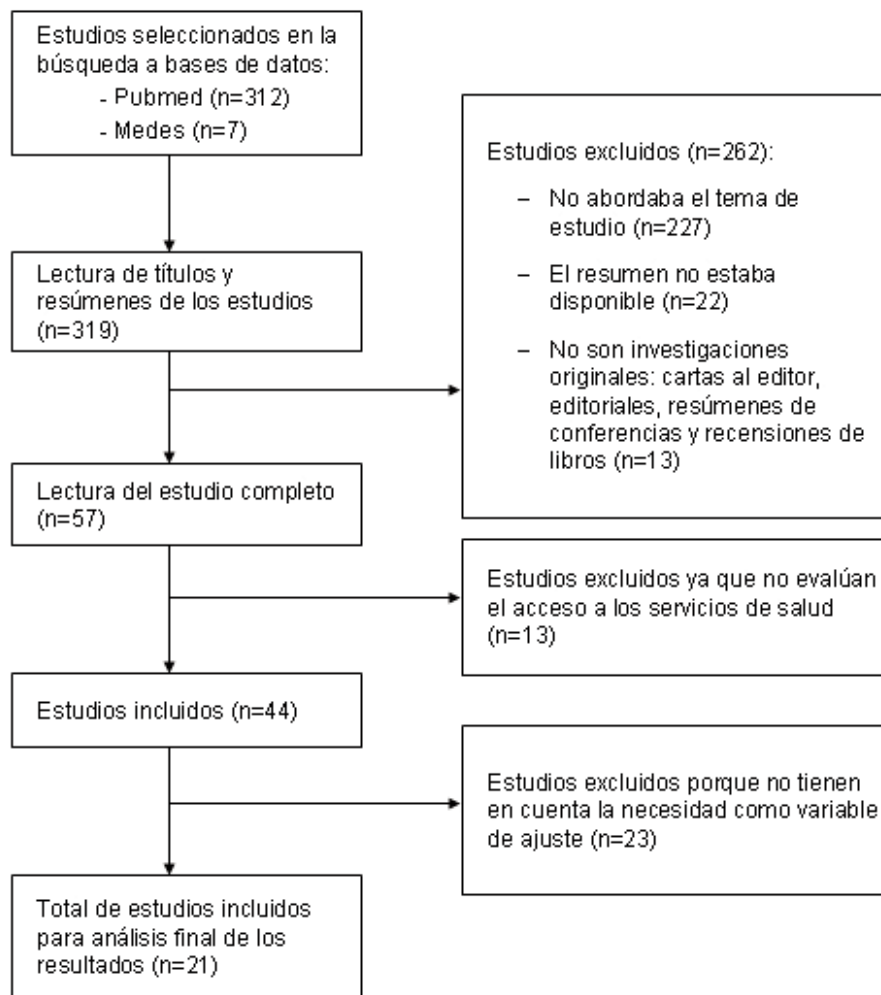 Estudios seleccionados en la
búsqueda a bases de datos:
- Pubmed (n=312)
- Medes (n=7)
Estudios excluidos (n=262):
– No abordaba el tema de
estudio (n=227)
– El resumen no estaba
disponible (n=22)
– No son investigaciones
originales: cartas al editor,
editoriales, resúmenes de
conferencias y recensiones de
libros (n=13)
Lectura de títulos y
resúmenes de los estudios
(n=319)
Lectura del estudio completo
(n=57)
Estudios excluidos ya que no evalúan
el acceso a los servicios de salud
(n=13)
Estudios incluidos (n=44)
Estudios excluidos porque no tienen
en cuenta la necesidad como variable
de ajuste (n=23)
Total de estudios incluidos
para análisis final de los
resultados (n=21)